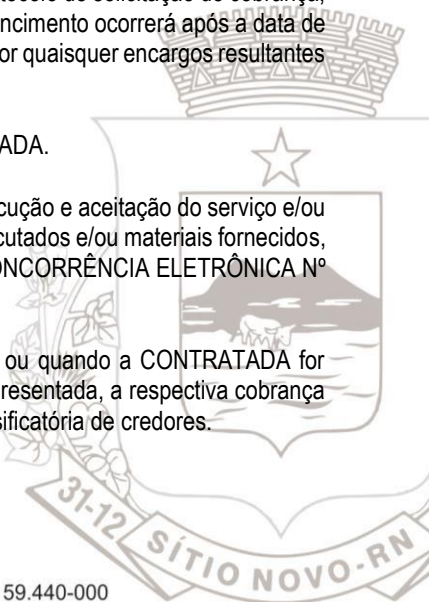 cobrança,
ncimento ocorrerá após a data de
or quaisquer encargos resultantes
ADA.
cução e aceitação do serviço e/ou
cutados e/ou materiais fornecidos,
ONCORRÊNCIA ELETRÔNICA Nº
ou quando a CONTRATADA for
resentada, a respectiva cobrança
sificatória de credores.
31-12 SÍTIO NOVO-RN
59.440-000